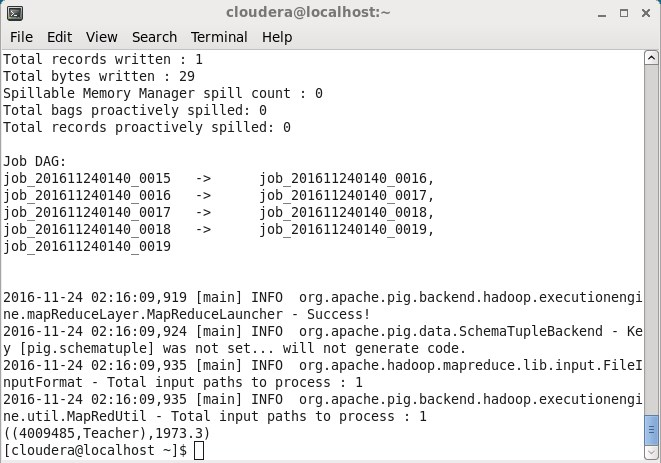 cloudera@localhost:~
File Edit View Search Terminal Help
Total records written : 1
Total bytes written : 29
Spillable Memory Manager spill count : 0
Total bags proactively spilled: 0
Total records proactively spilled: 0
Job DAG:
job_201611240140_0015   ->      job_201611240140_0016,
job_201611240140_0016   ->      job_201611240140_0017,
job_201611240140_0017   ->      job_201611240140_0018,
job_201611240140_0018   ->      job_201611240140_0019,
job_201611240140_0019
2016-11-24 02:16:09,919 [main] INFO  org.apache.pig.backend.hadoop.executionengi
ne.mapReduceLayer.MapReduceLauncher - Success!
2016-11-24 02:16:09,924 [main] INFO  org.apache.pig.data.SchemaTupleBackend - Ke
y [pig.schematuple] was not set... will not generate code.
2016-11-24 02:16:09,935 [main] INFO  org.apache.hadoop.mapreduce.lib.input.FileI
nputFormat - Total input paths to process : 1
2016-11-24 02:16:09,935 [main] INFO  org.apache.pig.backend.hadoop.executionengi
ne.util.MapRedUtil - Total input paths to process : 1
((4009485,Teacher),1973.3)
[cloudera@localhost ~]$